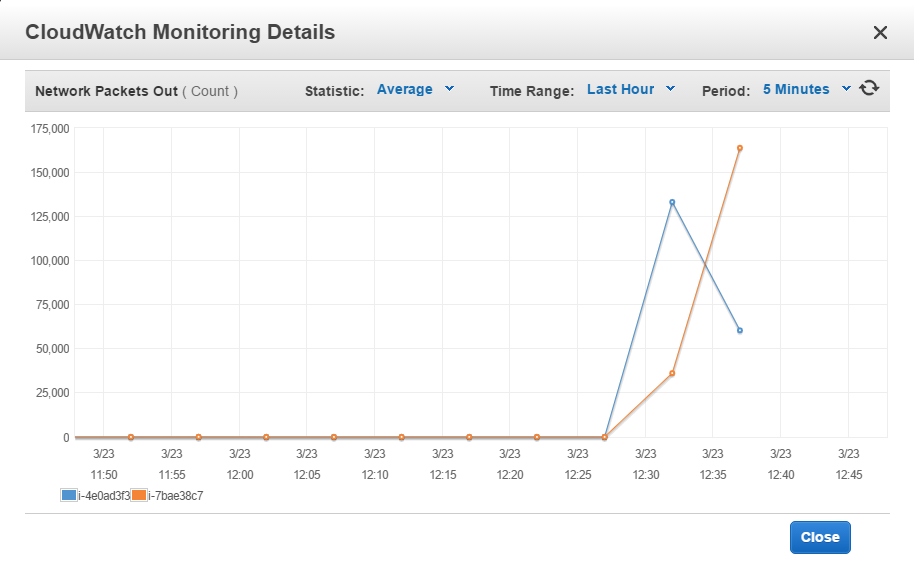 CloudWatch Monitoring Details
Network Packets Out ( Count ) Statistic: Average Time Range: Last Hour Period: 5 Minutes
175,000
150,000
125,000
100,000
75,000
50,000
25,000
0
3/23 3/23 3/23 3/23 3/23 3/23 3/23 3/23 3/23 3/23 3/23 3/23
11:50 11:55 12:00 12:05 12:10 12:15 12:20 12:25 12:30 12:35 12:40 12:45
i-4e0ad3f3 i-7bae38c7
Close